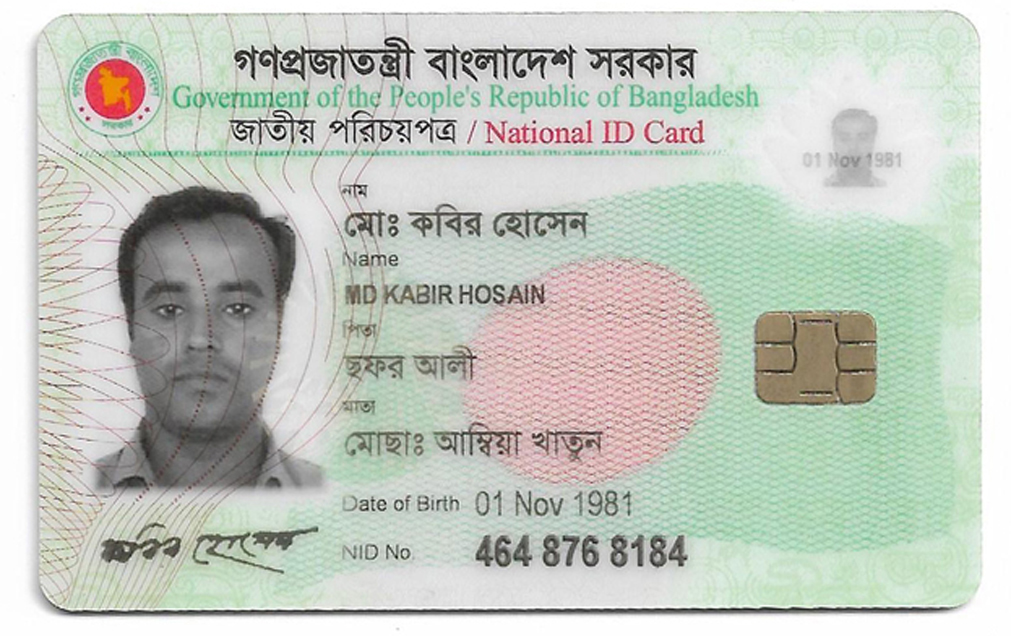 গণপ্রজাতন্ত্রী বাংলাদেশ সরকার
Government of the People's Republic of Bangladesh
জাতীয় পরিচয়পত্র / National ID Card
01 Nov 1981
নাম
মোঃ কবির হোসেন
Name
MD KABIR HOSAIN
পিতা
ছফর আলী
মাতা
মোছাঃ আম্বিয়া খাতুন
Date of Birth 01 Nov 1981
কবির হোসেন
NID No. 464 876 8184